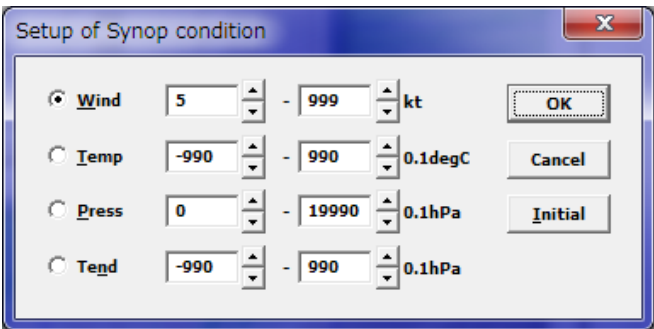 Setup of Synop condition
Wind 5 - 999 kt OK
Temp -990 - 990 0.1degC Cancel
Press 0 - 19990 0.1hPa Initial
Tend -990 - 990 0.1hPa